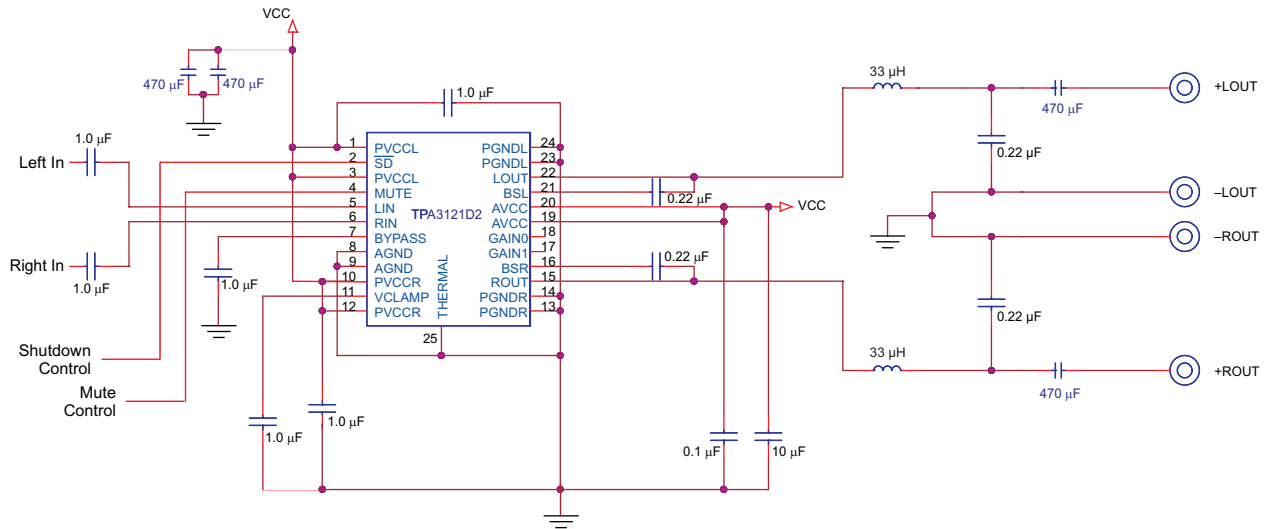 VCC
470 µF
470 µF
1.0 µF
1.0 µF
Left In
Right In
1.0 µF
Shutdown
Control
Mute
Control
1.0 µF
1.0 µF
1.0 µF
1 PVCCL
2 SD
3 PVCCL
4 MUTE
5 LIN
6 RIN
7 BYPASS
8 AGND
9 AGND
10 PVCCR
11 VCLAMP
12 PVCCR
TPA3121D2
THERMAL
25
PGNDL 24
PGNDL 23
LOUT 22
BSL 21
AVCC 20
AVCC 19
GAIN0 18
GAIN1 17
BSR 16
ROUT 15
PGNDR 14
PGNDR 13
0.22 µF
VCC
0.22 µF
0.1 µF
10 µF
33 µH
470 µF
+LOUT
0.22 µF
–LOUT
–ROUT
0.22 µF
33 µH
470 µF
+ROUT